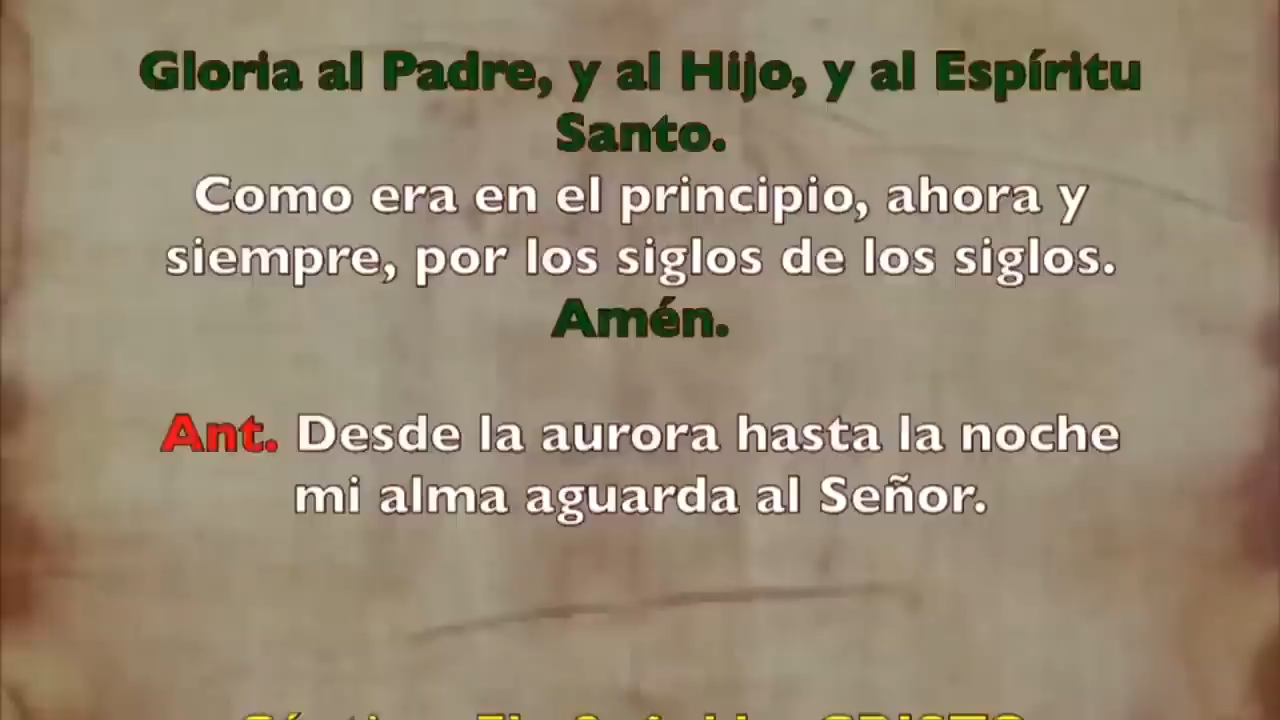 Gloria al Padre, y al Hijo, y al Espíritu
Santo.
Como era en el principio, ahora y
siempre, por los siglos de los siglos.
Amén.
Ant. Desde la aurora hasta la noche
mi alma aguarda al Señor.